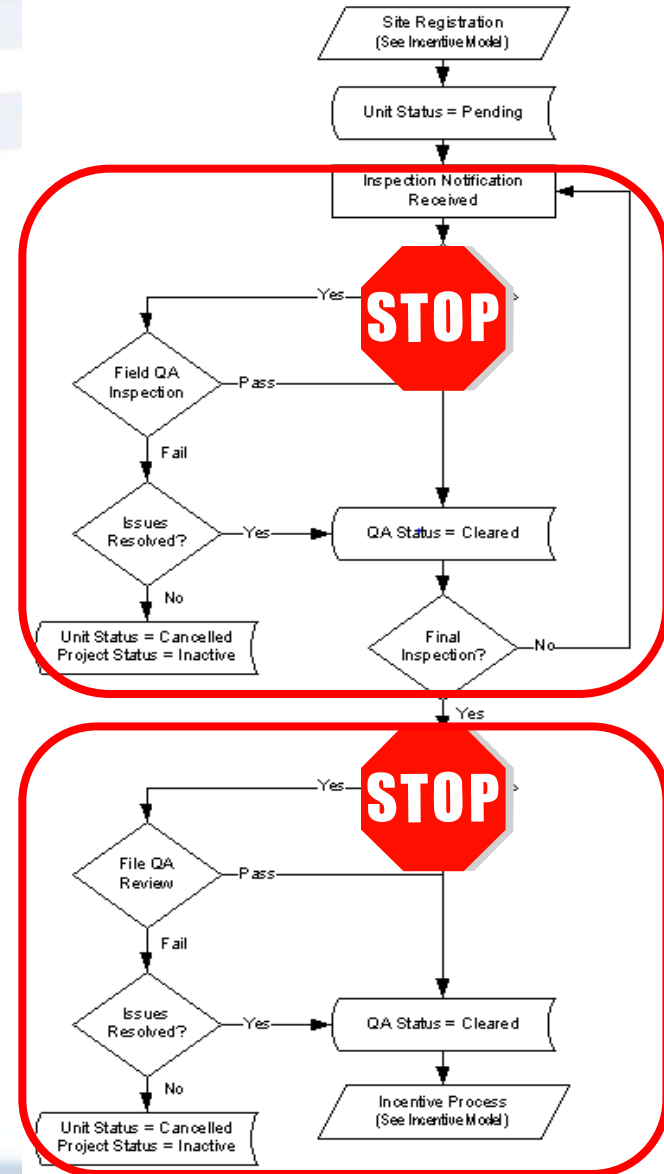 Site Registration
(See Incentive Model)
Unit Status = Pending
Inspection Notification
Received
Yes
STOP
Field QA
Inspection
Pass
Fail
Issues
Resolved?
Yes
QA Status = Cleared
No
Unit Status = Cancelled
Project Status = Inactive
Final
Inspection?
No
Yes
Yes
STOP
File QA
Review
Pass
Fail
Issues
Resolved?
Yes
QA Status = Cleared
No
Unit Status = Cancelled
Project Status = Inactive
Incentive Process
(See Incentive Model)